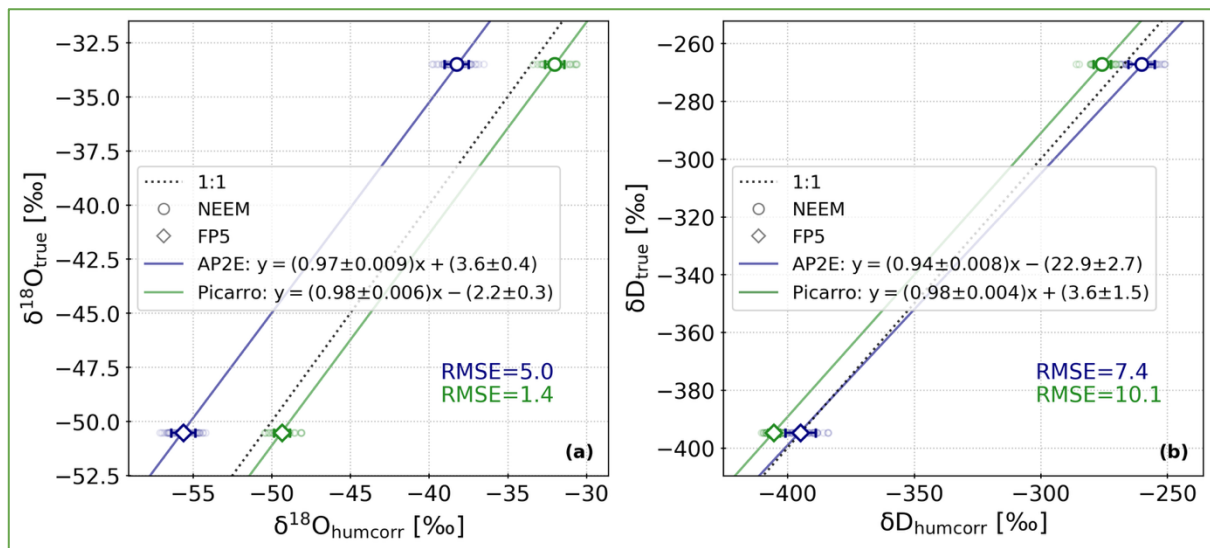 −32.5
−35.0
−37.5
−40.0
−42.5
−45.0
−47.5
−50.0
−52.5
δ¹⁸O_true [‰]
1:1
NEEM
FP5
AP2E: y=(0.97±0.009)x+(3.6±0.4)
Picarro: y=(0.98±0.006)x−(2.2±0.3)
RMSE=5.0
RMSE=1.4
(a)
−55 −50 −45 −40 −35 −30
δ¹⁸O_humcorr [‰]
−260
−280
−300
−320
−340
−360
−380
−400
δD_true [‰]
1:1
NEEM
FP5
AP2E: y=(0.94±0.008)x−(22.9±2.7)
Picarro: y=(0.98±0.004)x+(3.6±1.5)
RMSE=7.4
RMSE=10.1
(b)
−400 −350 −300 −250
δD_humcorr [‰]